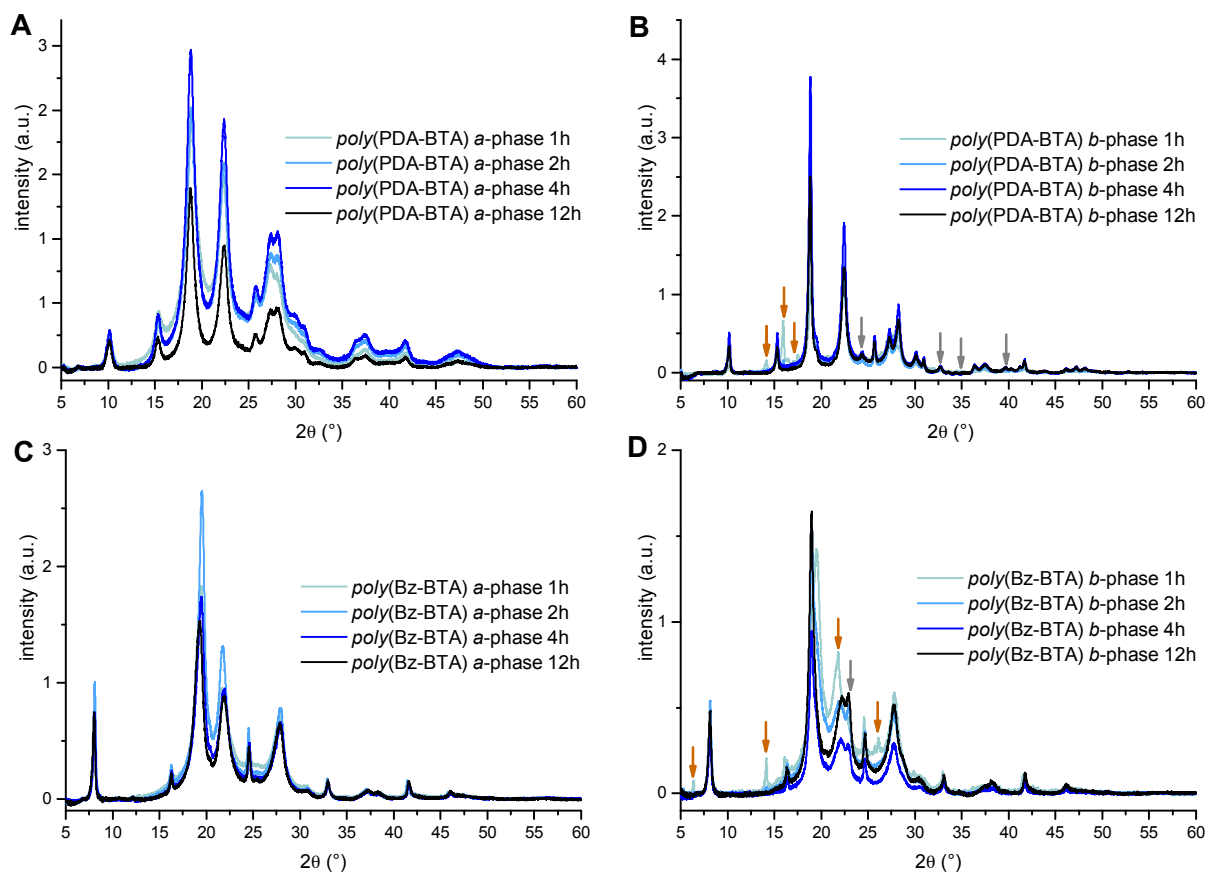 A
intensity (a.u.)
3
2
2
1
1
0
poly(PDA-BTA) a-phase 1h
poly(PDA-BTA) a-phase 2h
poly(PDA-BTA) a-phase 4h
poly(PDA-BTA) a-phase 12h
5 10 15 20 25 30 35 40 45 50 55 60
2θ (°)
B
intensity (a.u.)
4
3
2
1
0
poly(PDA-BTA) b-phase 1h
poly(PDA-BTA) b-phase 2h
poly(PDA-BTA) b-phase 4h
poly(PDA-BTA) b-phase 12h
5 10 15 20 25 30 35 40 45 50 55 60
2θ (°)
C
intensity (a.u.)
3
2
1
0
poly(Bz-BTA) a-phase 1h
poly(Bz-BTA) a-phase 2h
poly(Bz-BTA) a-phase 4h
poly(Bz-BTA) a-phase 12h
5 10 15 20 25 30 35 40 45 50 55 60
2θ (°)
D
intensity (a.u.)
2
1
0
poly(Bz-BTA) b-phase 1h
poly(Bz-BTA) b-phase 2h
poly(Bz-BTA) b-phase 4h
poly(Bz-BTA) b-phase 12h
5 10 15 20 25 30 35 40 45 50 55 60
2θ (°)